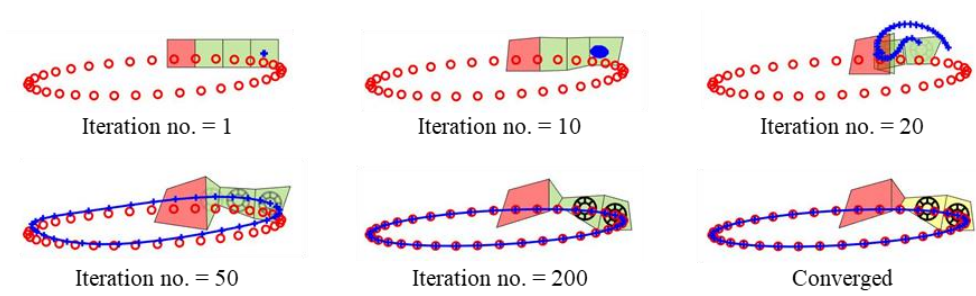 Iteration no. = 1
Iteration no. = 10
Iteration no. = 20
Iteration no. = 50
Iteration no. = 200
Converged